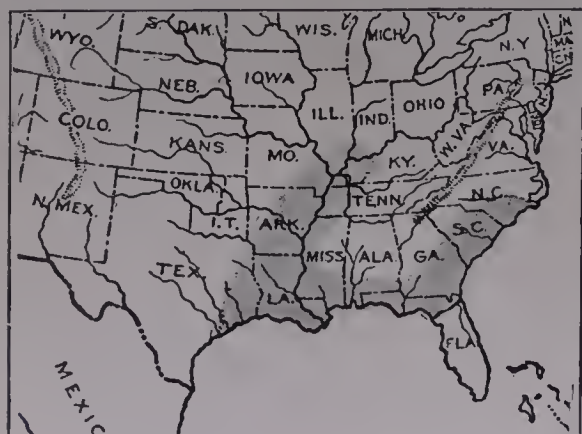 WYO.
S. DAK.
WIS.
MICH.
N.Y
NEB.
IOWA
ILL.
IND.
OHIO
PA.
COLO.
KANS.
MO.
KY.
W.VA.
VA.
N. MEX.
OKLA.
I.T.
ARK.
TENN.
N.C.
S.C.
TEX.
LA.
MISS
ALA.
GA.
FLA
MEXIC